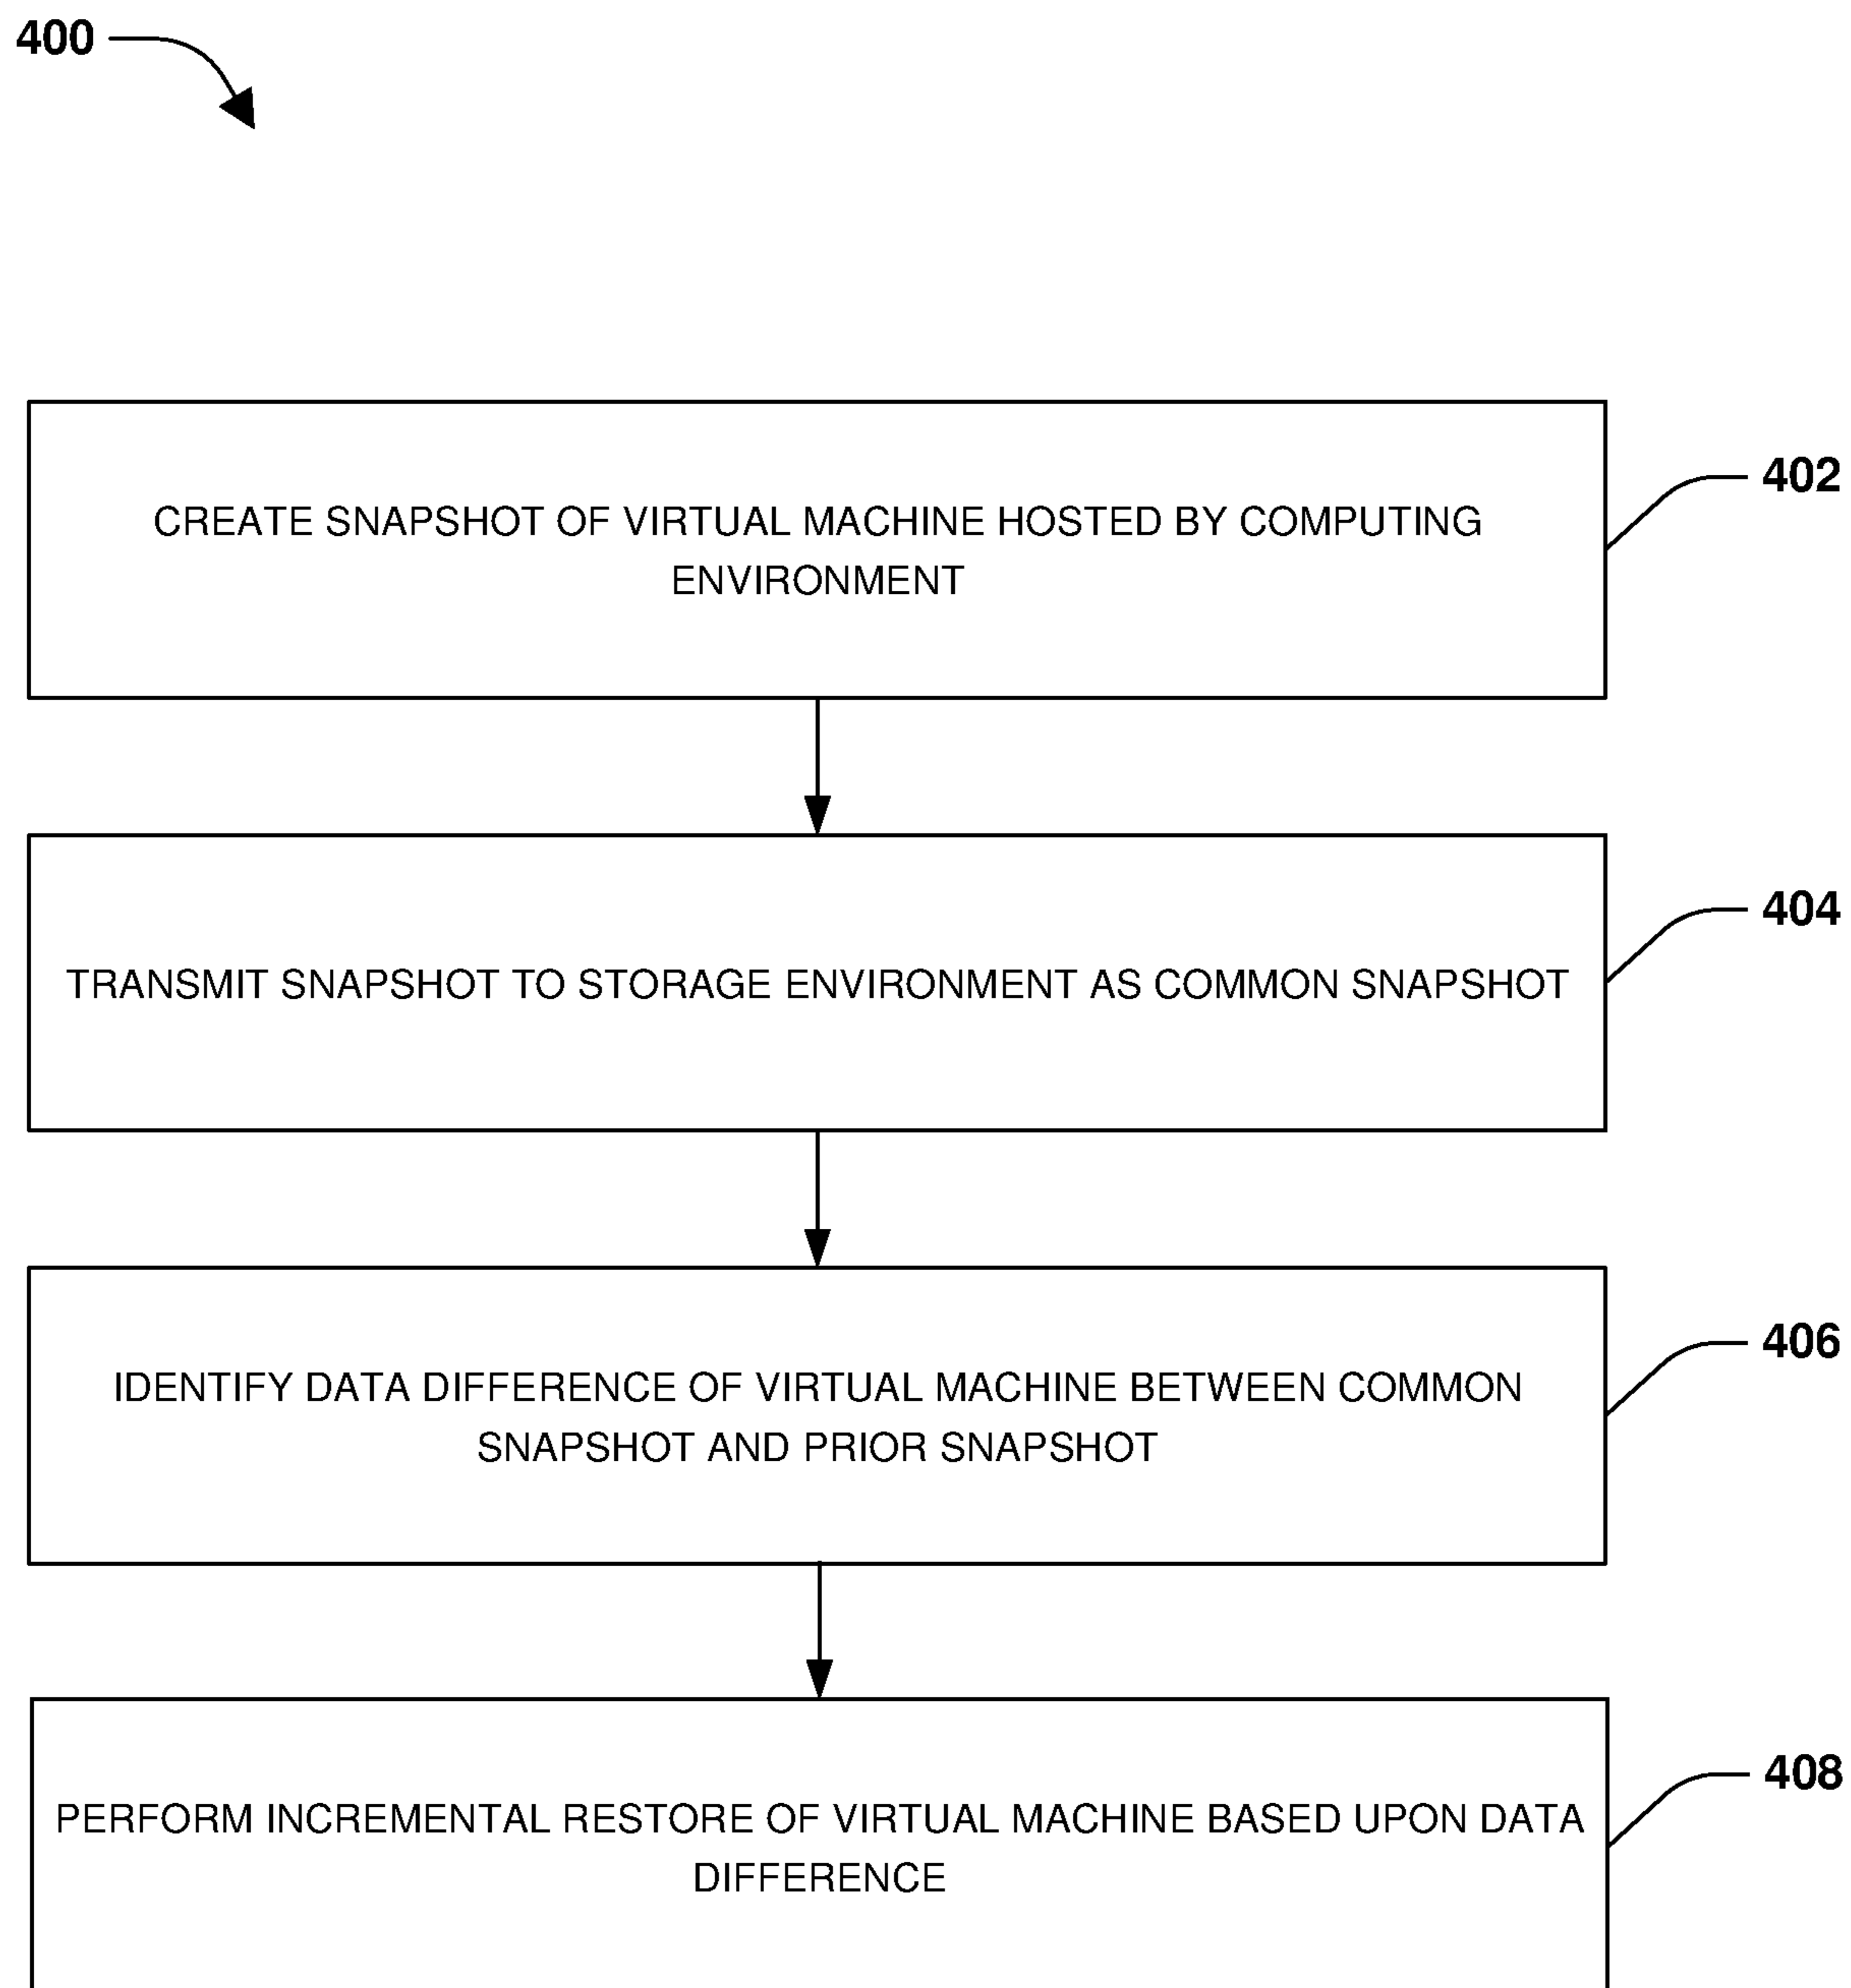 400
CREATE SNAPSHOT OF VIRTUAL MACHINE HOSTED BY COMPUTING
ENVIRONMENT
402
TRANSMIT SNAPSHOT TO STORAGE ENVIRONMENT AS COMMON SNAPSHOT
404
IDENTIFY DATA DIFFERENCE OF VIRTUAL MACHINE BETWEEN COMMON
SNAPSHOT AND PRIOR SNAPSHOT
406
PERFORM INCREMENTAL RESTORE OF VIRTUAL MACHINE BASED UPON DATA
DIFFERENCE
408